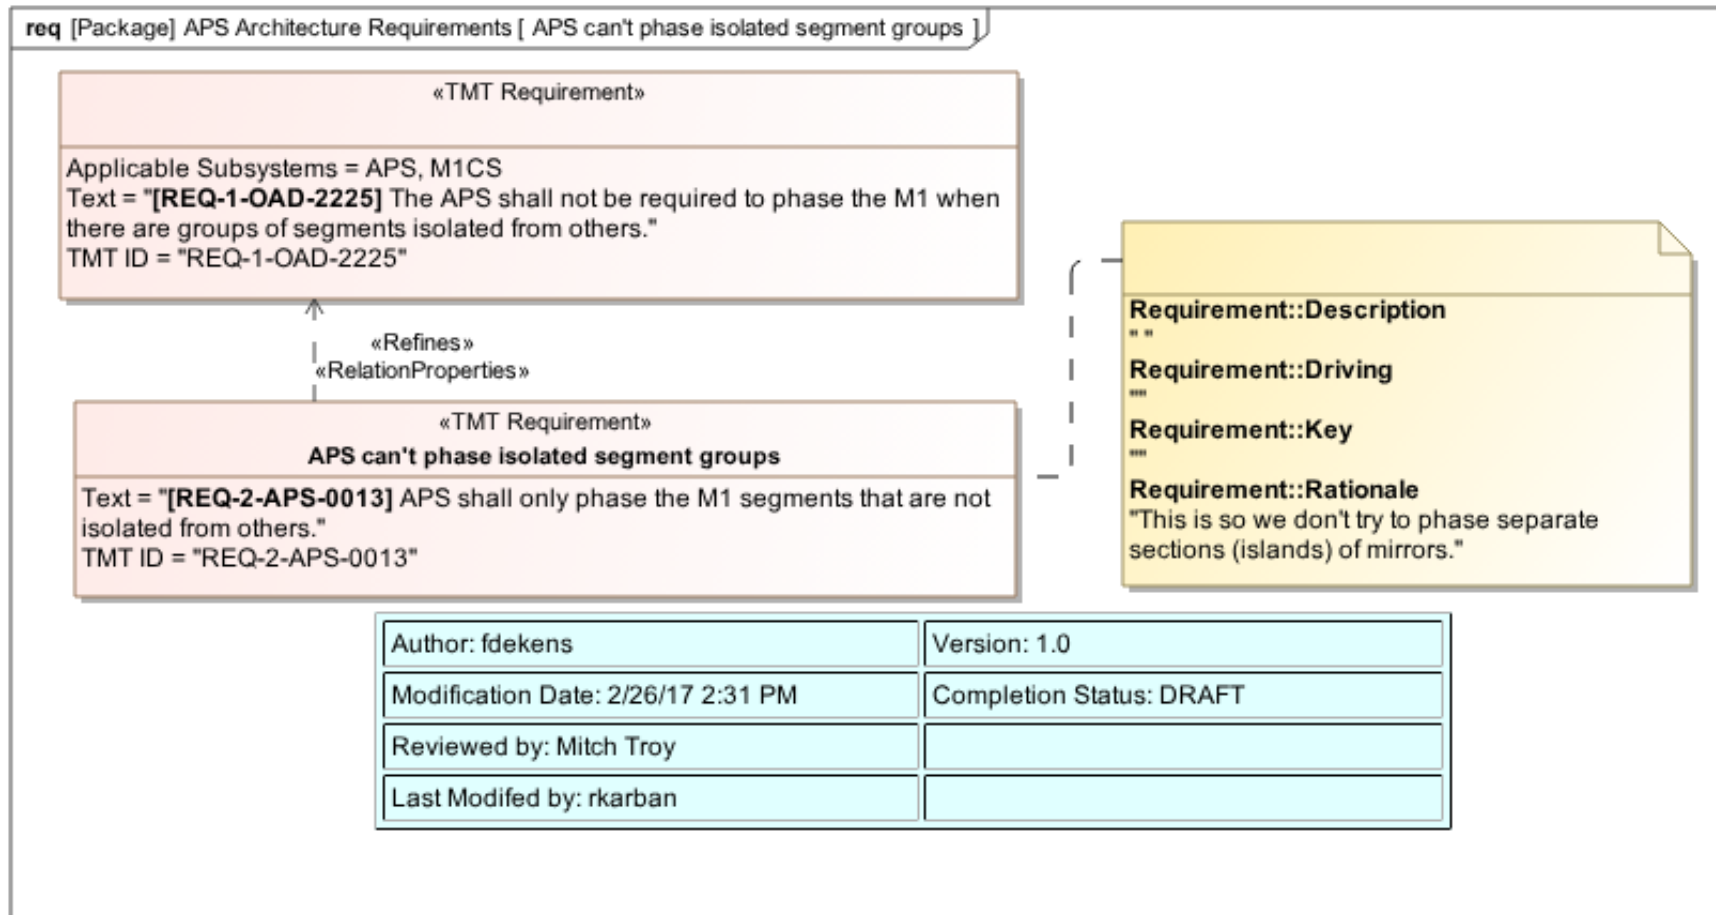 req [Package] APS Architecture Requirements [ APS can't phase isolated segment groups ]
«TMT Requirement»
Applicable Subsystems = APS, M1CS
Text = "[REQ-1-OAD-2225] The APS shall not be required to phase the M1 when
there are groups of segments isolated from others."
TMT ID = "REQ-1-OAD-2225"
«Refines»
«RelationProperties»
«TMT Requirement»
APS can't phase isolated segment groups
Text = "[REQ-2-APS-0013] APS shall only phase the M1 segments that are not
isolated from others."
TMT ID = "REQ-2-APS-0013"
Requirement::Description
" "
Requirement::Driving
""
Requirement::Key
""
Requirement::Rationale
"This is so we don't try to phase separate
sections (islands) of mirrors."
Author: fdekens
Version: 1.0
Modification Date: 2/26/17 2:31 PM
Completion Status: DRAFT
Reviewed by: Mitch Troy
Last Modifed by: rkarban